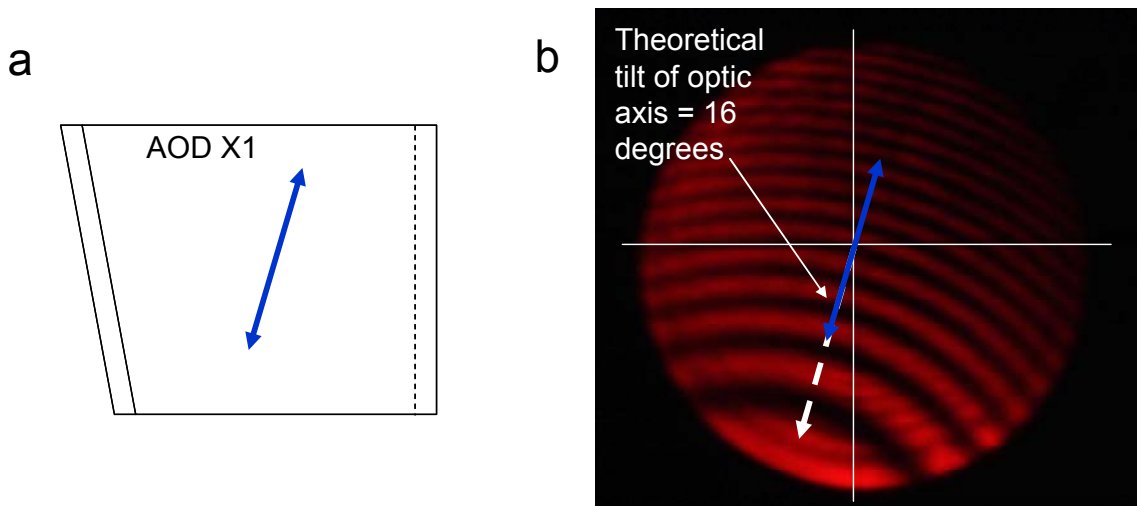 a
AOD X1
b
Theoretical
tilt of optic
axis = 16
degrees